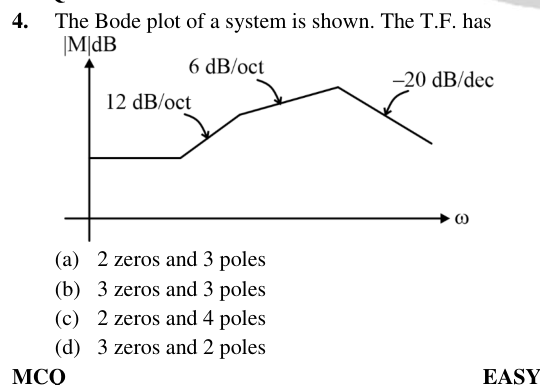 4. The Bode plot of a system is shown. The T.F. has
|M|dB
6 dB/oct
–20 dB/dec
12 dB/oct
ω
(a) 2 zeros and 3 poles
(b) 3 zeros and 3 poles
(c) 2 zeros and 4 poles
(d) 3 zeros and 2 poles
MCQ EASY